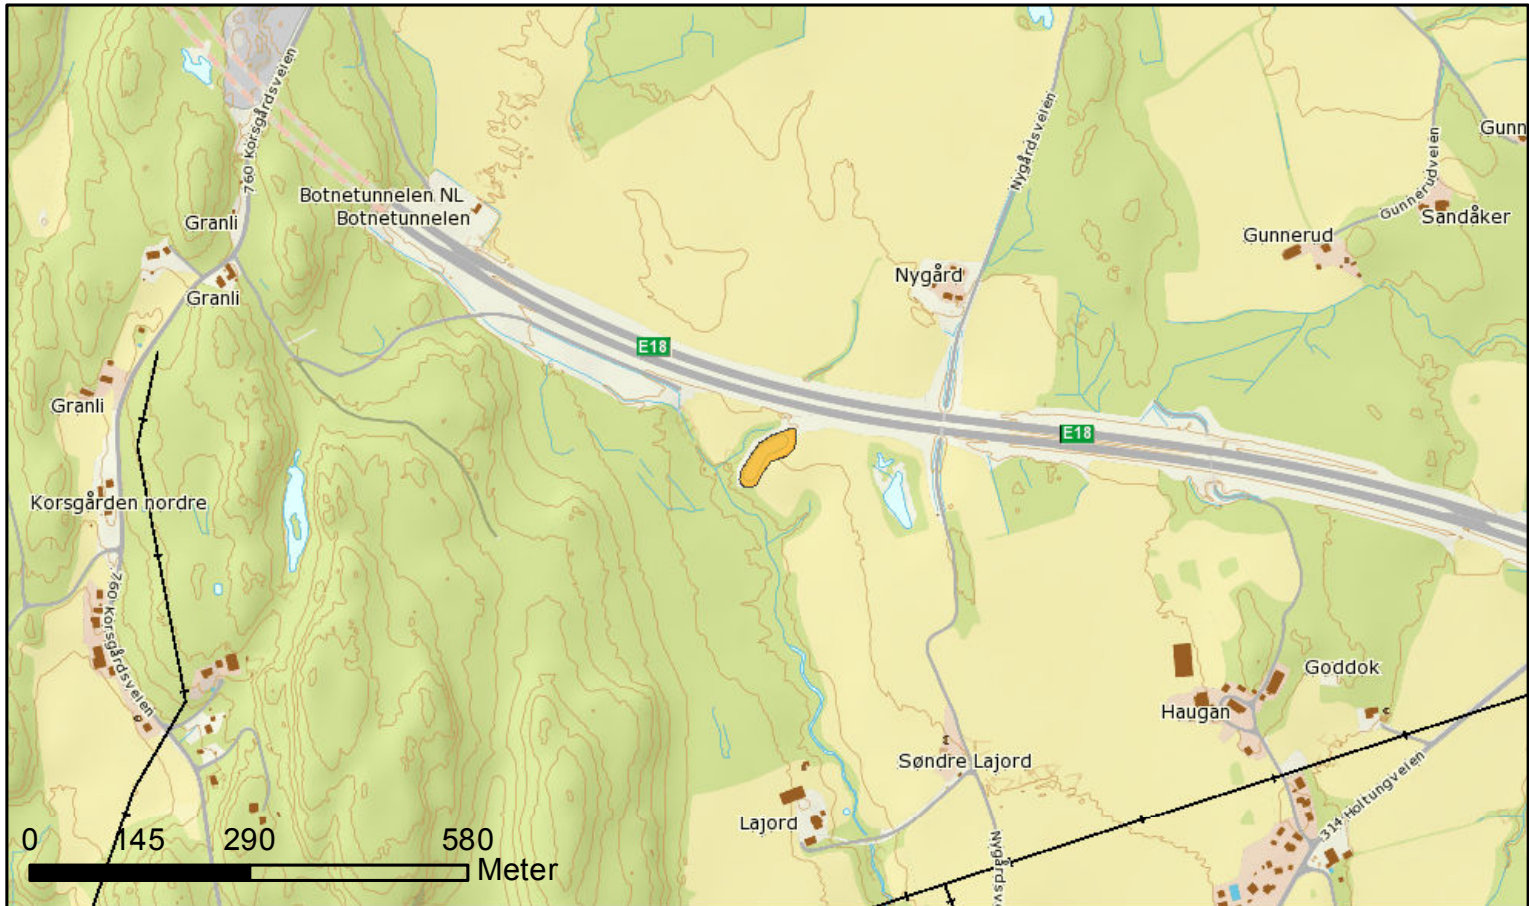 Gunn
760 Korsgårdsveien
Nygårdsveien
Gunnerudveien
Botnetunnelen NL
Botnetunnelen
Granli
Sandåker
Gunnerud
Nygård
Granli
E18
Granli
E18
Korsgården nordre
760 Korsgårdsveien
Goddok
Haugan
Søndre Lajord
314 Holtungveien
Lajord
Nygårdsv
0 145 290 580
Meter